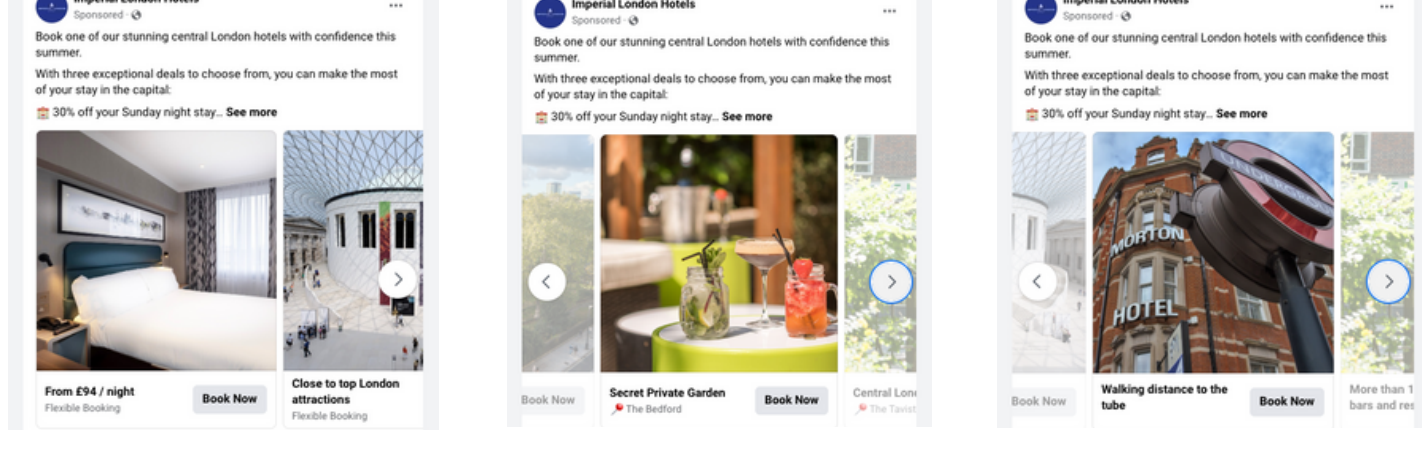 Imperial London Hotels
Sponsored ·
Book one of our stunning central London hotels with confidence this
summer.
With three exceptional deals to choose from, you can make the most
of your stay in the capital:
30% off your Sunday night stay... See more
From £94 / night
Flexible Booking
Book Now
Close to top London
attractions
Flexible Booking
Imperial London Hotels
Sponsored ·
Book one of our stunning central London hotels with confidence this
summer.
With three exceptional deals to choose from, you can make the most
of your stay in the capital:
30% off your Sunday night stay... See more
Book Now
Secret Private Garden
The Bedford
Book Now
Central
The
Imperial London Hotels
Sponsored ·
Book one of our stunning central London hotels with confidence this
summer.
With three exceptional deals to choose from, you can make the most
of your stay in the capital:
30% off your Sunday night stay... See more
UNDERGROUND
MORTON
HOTEL
Book Now
Walking distance to the
tube
Book Now
More than
bars and